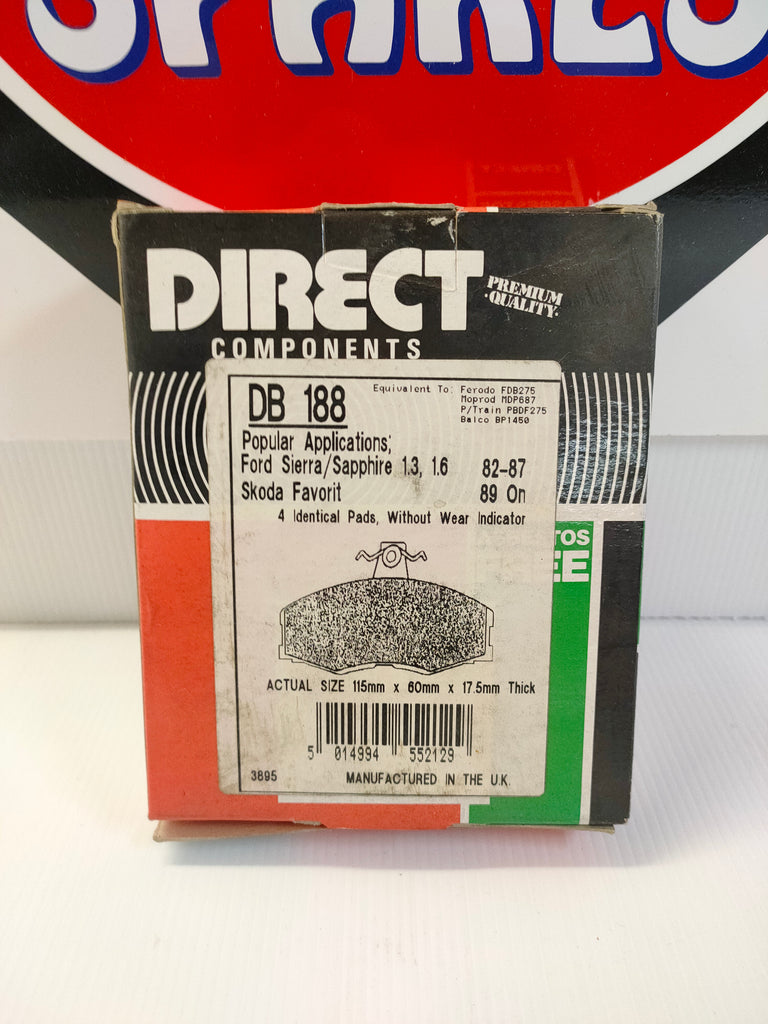 SPARES
DIRECT
PREMIUM
·QUALITY·
COMPONENTS
DB 188
Equivalent To: Ferodo FDB275
Moprod MDP687
P/Train PBDF275
Balco BP1450
Popular Applications;
Ford Sierra/Sapphire 1.3, 1.6 82-87
Skoda Favorit 89 On
4 Identical Pads, Without Wear Indicator
ACTUAL SIZE 115mm x 60mm x 17.5mm Thick
5 014994 552129
3895 MANUFACTURED IN THE U.K.